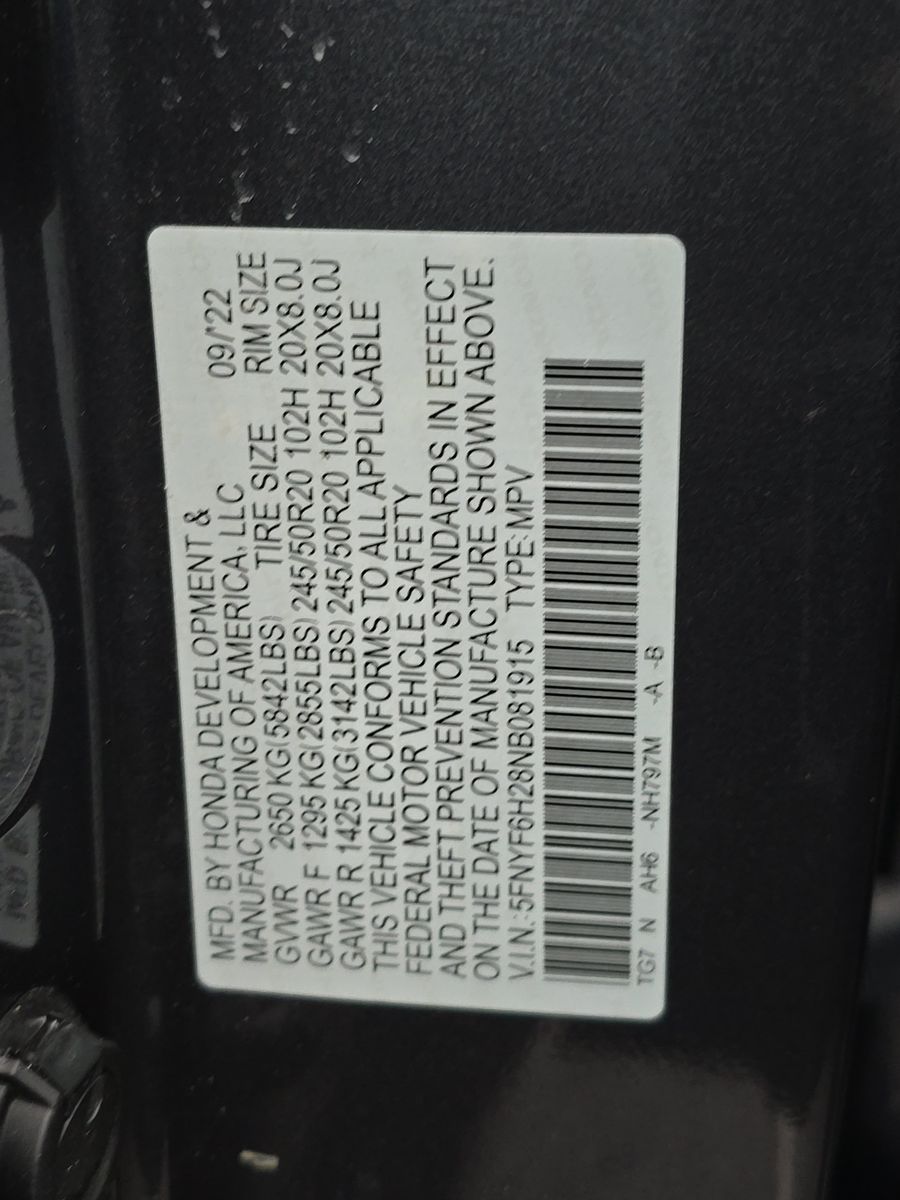 MFD. BY HONDA DEVELOPMENT &
MANUFACTURING OF AMERICA, LLC 09/'22
GVWR 2650 KG(5842LBS) TIRE SIZE RIM SIZE
GAWR F 1295 KG(2855LBS) 245/50R20 102H 20X8.0J
GAWR R 1425 KG(3142LBS) 245/50R20 102H 20X8.0J
THIS VEHICLE CONFORMS TO ALL APPLICABLE
FEDERAL MOTOR VEHICLE SAFETY
AND THEFT PREVENTION STANDARDS IN EFFECT
ON THE DATE OF MANUFACTURE SHOWN ABOVE.
V.I.N.:5FNYF6H28NB081915 TYPE:MPV
TG7 N AH6 -NH797M -A -B